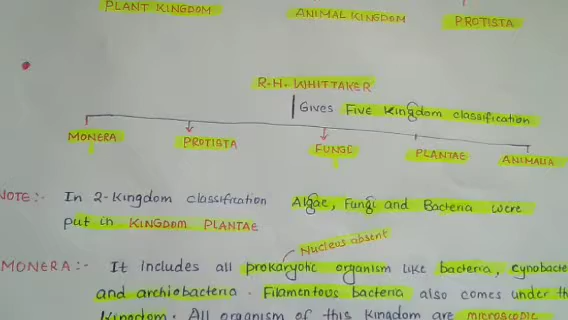 PLANT KINGDOM ANIMAL KINGDOM PROTISTA
R.H. WHITTAKER
Gives Five Kingdom classification
MONERA PROTISTA FUNGI PLANTAE ANIMALIA
NOTE:- In 2-Kingdom classification Algae, Fungi and Bacteria were
put in KINGDOM PLANTAE
Nucleus absent
MONERA:- It includes all prokaryotic organism like bacteria, cynobacte
and archiobacteria. Filamentous bacteria also comes under th
Kingdom. All organism of this Kingdom are microscopic